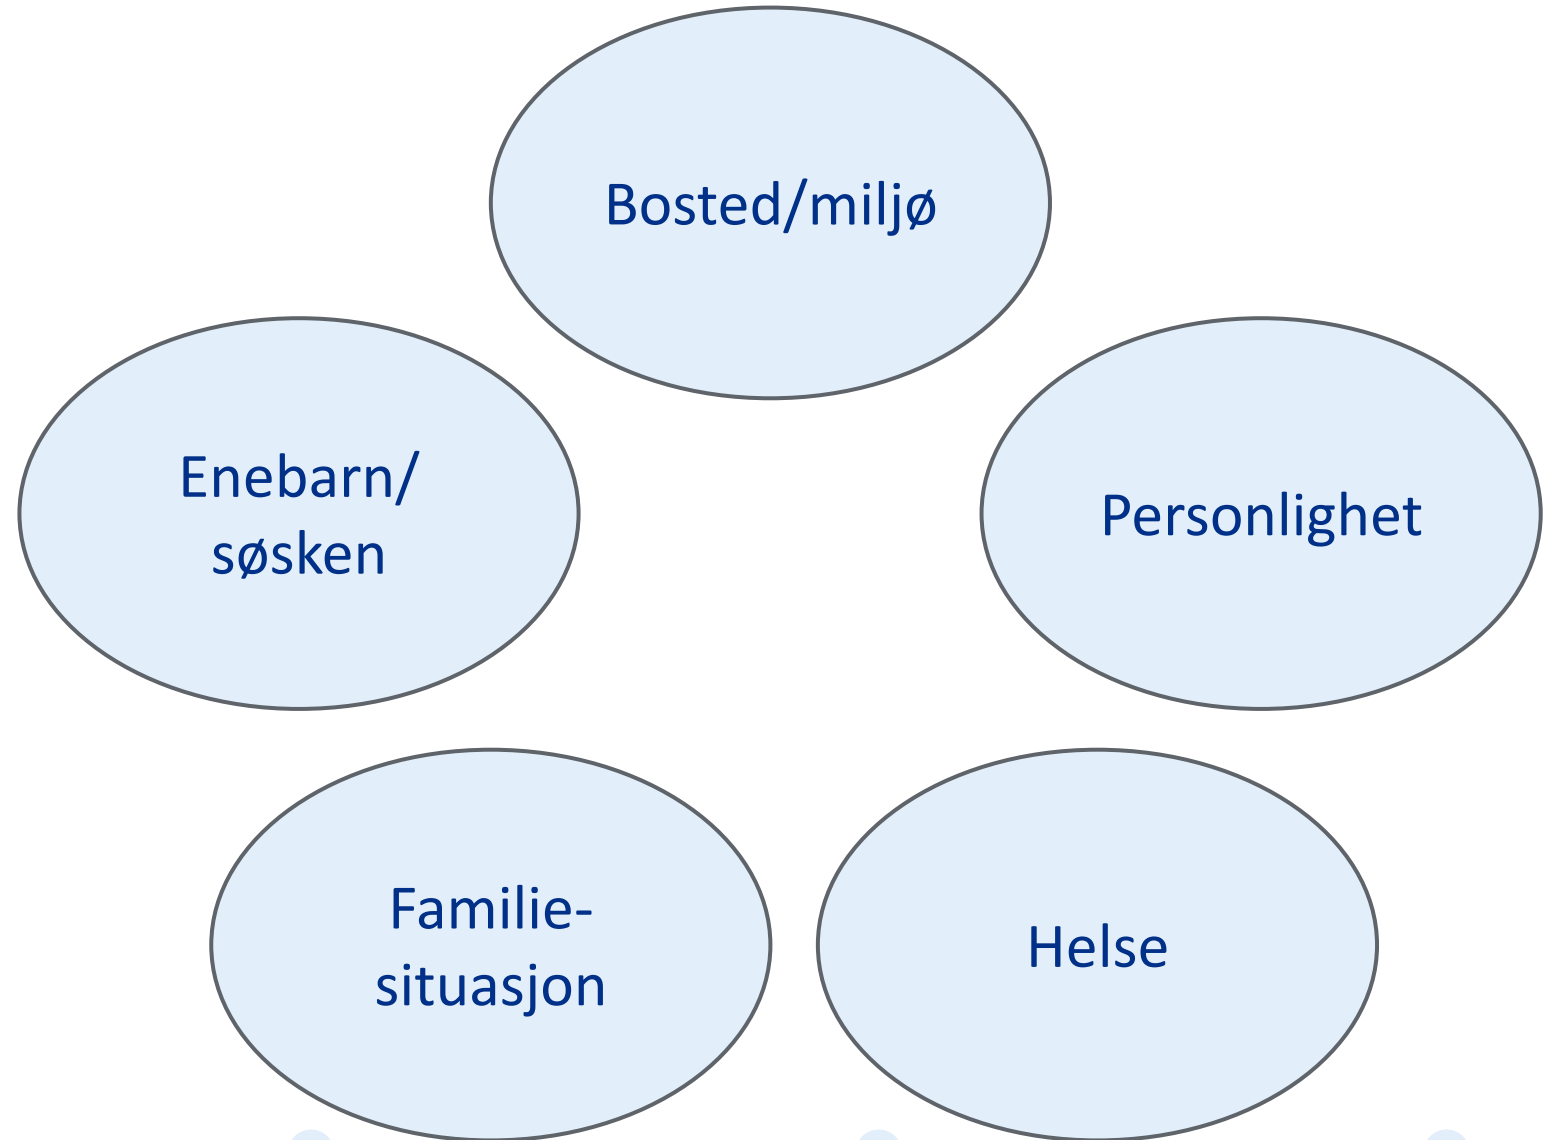 Bosted/miljø
Enebarn/
søsken
Personlighet
Familie-
situasjon
Helse